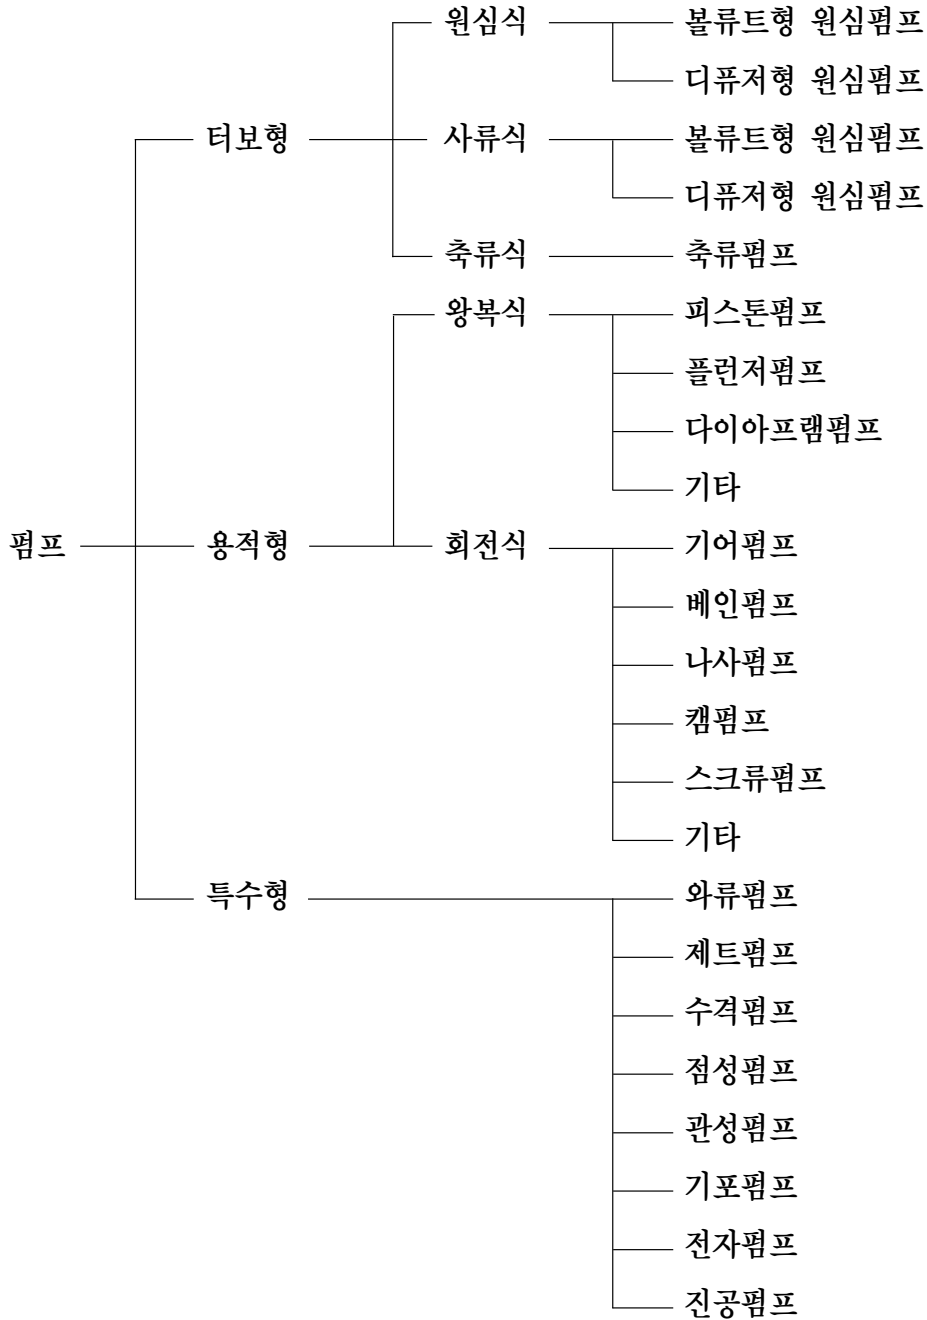 원심식 볼류트형 원심펌프
디퓨저형 원심펌프
터보형 사류식 볼류트형 원심펌프
디퓨저형 원심펌프
축류식 축류펌프
왕복식 피스톤펌프
플런저펌프
다이아프램펌프
기타
펌프 용적형 회전식 기어펌프
베인펌프
나사펌프
캠펌프
스크류펌프
기타
특수형 와류펌프
제트펌프
수격펌프
점성펌프
관성펌프
기포펌프
전자펌프
진공펌프